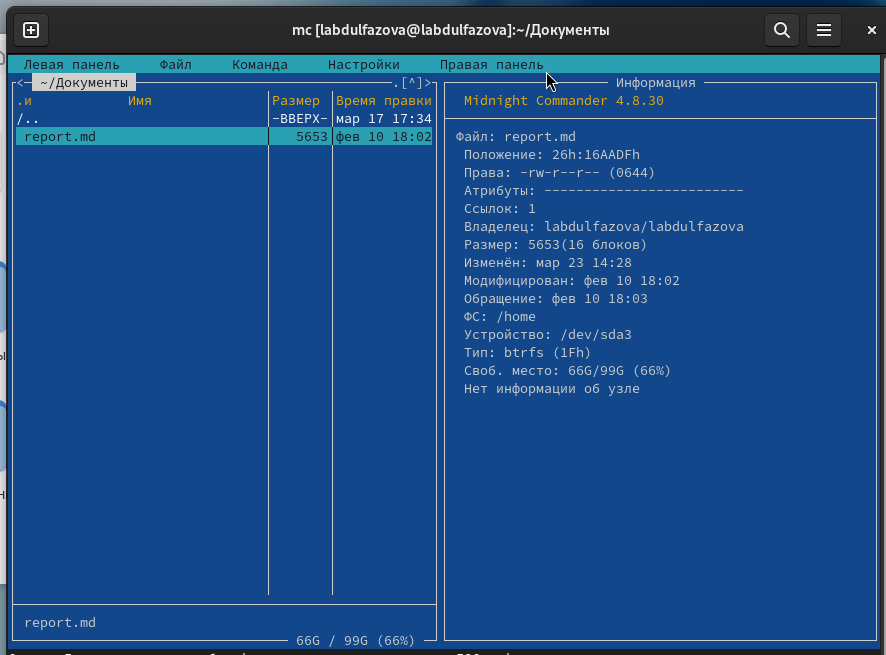 mc [labdulfazova@labdulfazova]:~/Документы
Левая панель Файл Команда Настройки Правая панель
<─ ~/Документы .[^]>
.и Имя Размер Время правки
/.. -ВВЕРХ- мар 17 17:34
report.md 5653 фев 10 18:02
report.md
66G / 99G (66%)
Информация
Midnight Commander 4.8.30
Файл: report.md
Положение: 26h:16AADFh
Права: -rw-r--r-- (0644)
Атрибуты: -------------------------
Ссылок: 1
Владелец: labdulfazova/labdulfazova
Размер: 5653(16 блоков)
Изменён: мар 23 14:28
Модифицирован: фев 10 18:02
Обращение: фев 10 18:03
ФС: /home
Устройство: /dev/sda3
Тип: btrfs (1Fh)
Своб. место: 66G/99G (66%)
Нет информации об узле